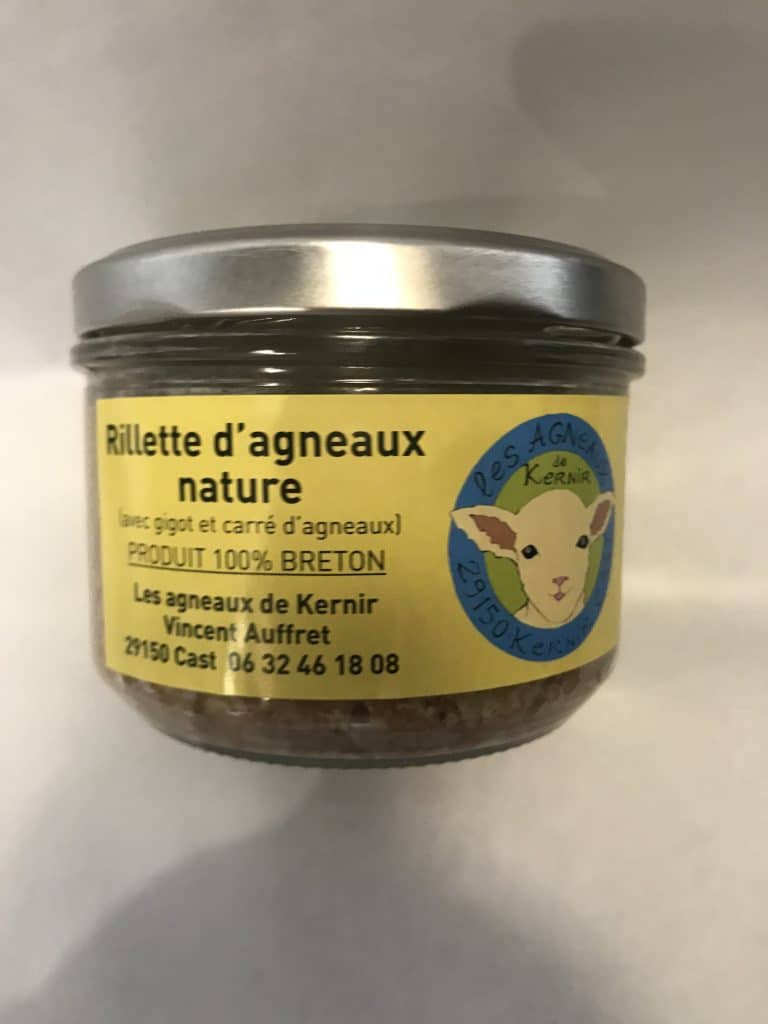 Rillette d'agneaux
nature
(avec gigot et carré d'agneaux)
PRODUIT 100% BRETON
Les agneaux de Kernir
Vincent Auffret
29150 Cast 06 32 46 18 08
les AGNEAUX
de
KERNIR
29150 KERNIR